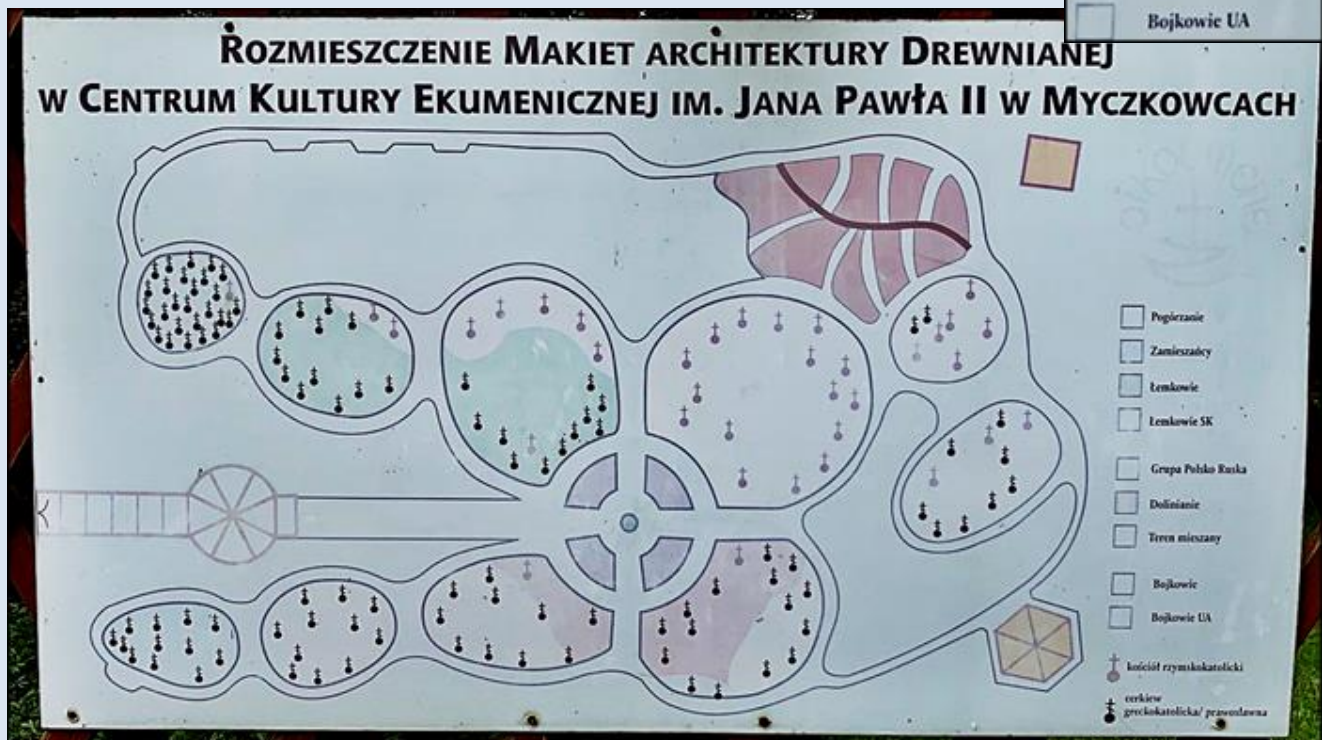 Bojkowie UA
ROZMIESZCZENIE MAKIET ARCHITEKTURY DREWNIANEJ
W CENTRUM KULTURY EKUMENICZNEJ IM. JANA PAWŁA II W MYCZKOWCACH
Pogórzanie
Zamieszańcy
Łemkowie
Łemkowie SK
Grupa Polsko Ruska
Dolinianie
Teren mieszany
Bojkowie
Bojkowie UA
kościół rzymskokatolicki
cerkiew
greckokatolicka/ prawosławna